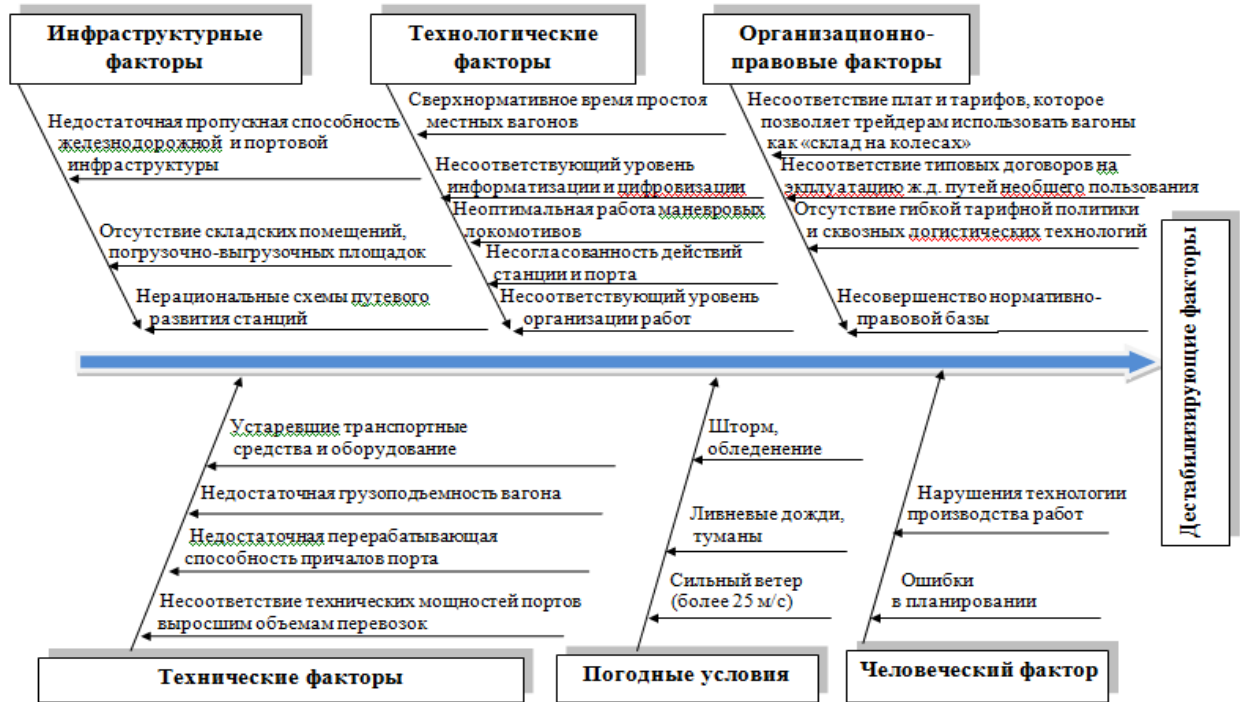 Инфраструктурные
факторы
Недостаточная пропускная способность
железнодорожной и портовой
инфраструктуры
Отсутствие складских помещений,
погрузочно-выгрузочных площадок
Нерациональные схемы путевого
развития станций
Технологические
факторы
Сверхнормативное время простоя
местных вагонов
Несоответствующий уровень
информатизации и цифровизации
Неоптимальная работа маневровых
локомотивов
Несогласованность действий
станции и порта
Несоответствующий уровень
организации работ
Организационно-
правовые факторы
Несоответствие плат и тарифов, которое
позволяет трейдерам использовать вагоны
как «склад на колесах»
Несоответствие типовых договоров на
экплуатацию ж.д. путей необщего пользования
Отсутствие гибкой тарифной политики
и сквозных логистических технологий
Несовершенство нормативно-
правовой базы
Дестабилизирующие факторы
Устаревшие транспортные
средства и оборудование
Недостаточная грузоподъемность вагона
Недостаточная перерабатывающая
способность причалов порта
Несоответствие технических мощностей портов
выросшим объемам перевозок
Технические факторы
Шторм,
обледенение
Ливневые дожди,
туманы
Сильный ветер
(более 25 м/с)
Погодные условия
Нарушения технологии
производства работ
Ошибки
в планировании
Человеческий фактор